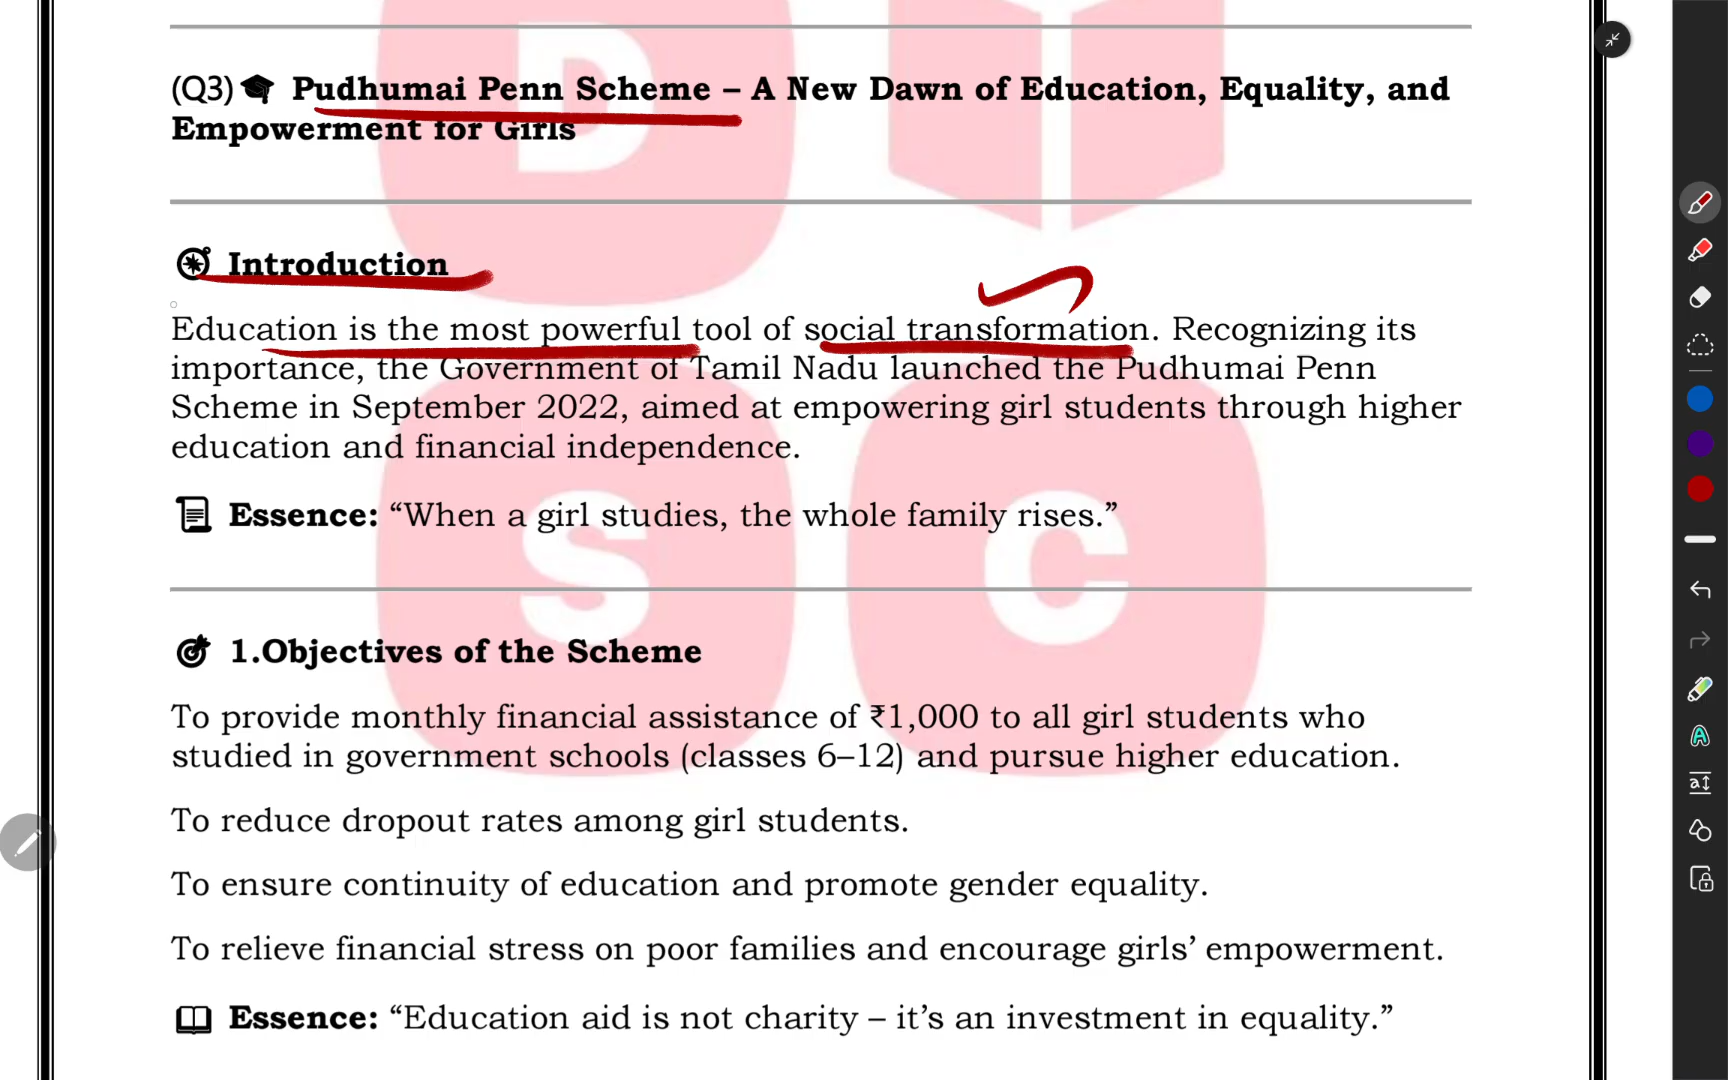 (Q3) Pudhumai Penn Scheme – A New Dawn of Education, Equality, and
Empowerment for Girls
Introduction
Education is the most powerful tool of social transformation. Recognizing its
importance, the Government of Tamil Nadu launched the Pudhumai Penn
Scheme in September 2022, aimed at empowering girl students through higher
education and financial independence.
Essence: “When a girl studies, the whole family rises.”
1.Objectives of the Scheme
To provide monthly financial assistance of ₹1,000 to all girl students who
studied in government schools (classes 6–12) and pursue higher education.
To reduce dropout rates among girl students.
To ensure continuity of education and promote gender equality.
To relieve financial stress on poor families and encourage girls’ empowerment.
Essence: “Education aid is not charity – it’s an investment in equality.”
D
S C